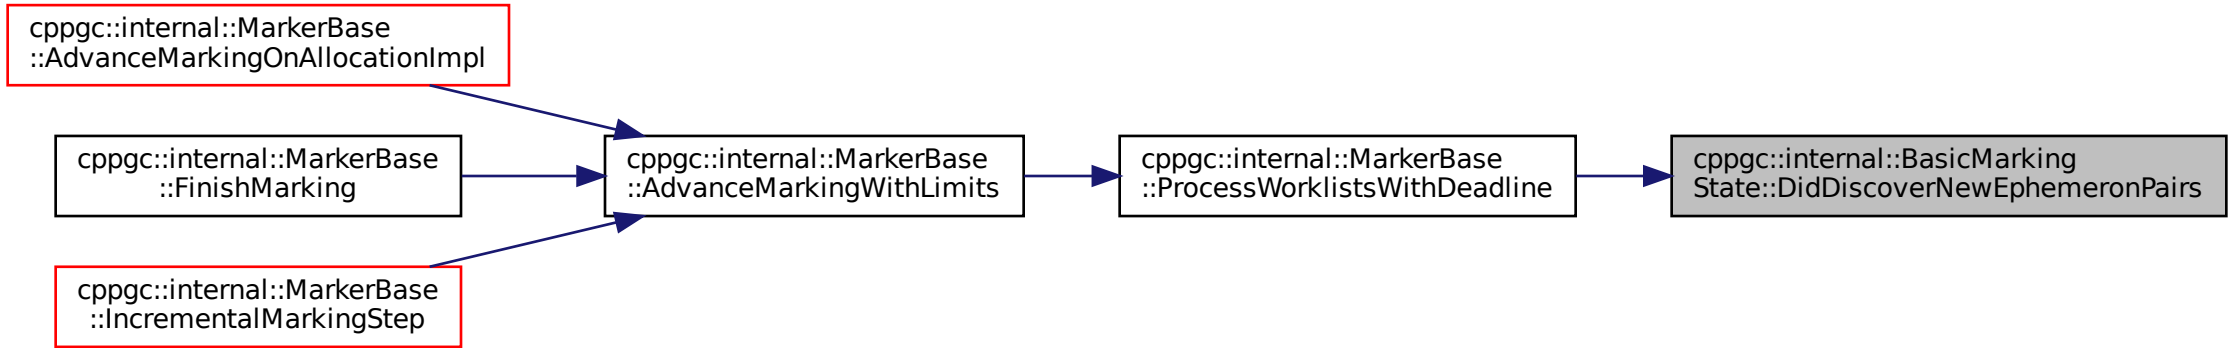 cppgc::internal::MarkerBase
::AdvanceMarkingOnAllocationImpl
cppgc::internal::MarkerBase
::FinishMarking
cppgc::internal::MarkerBase
::IncrementalMarkingStep
cppgc::internal::MarkerBase
::AdvanceMarkingWithLimits
cppgc::internal::MarkerBase
::ProcessWorklistsWithDeadline
cppgc::internal::BasicMarking
State::DidDiscoverNewEphemeronPairs